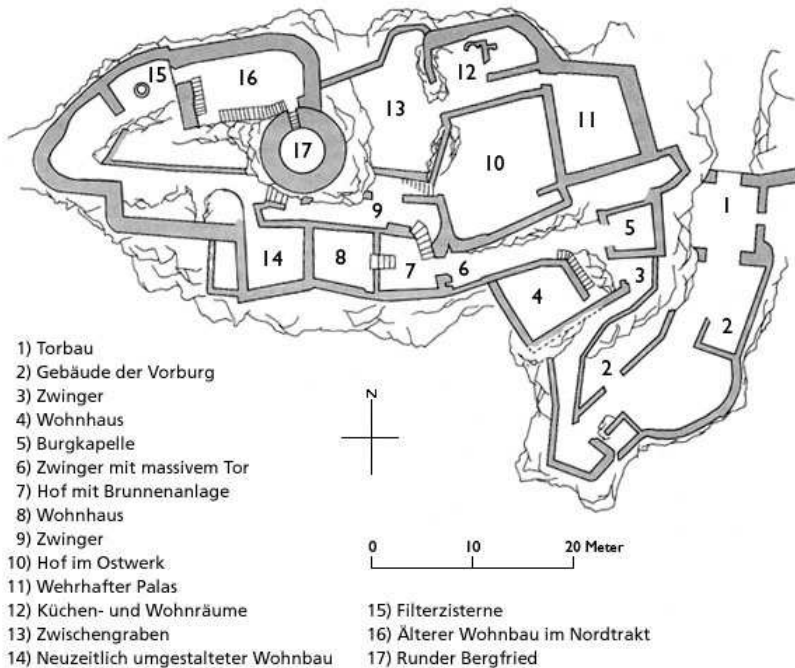 15
16
12
13
11
17
10
1
9
5
14
8
7
6
3
4
2
2
1) Torbau
2) Gebäude der Vorburg
3) Zwinger
4) Wohnhaus
5) Burgkapelle
6) Zwinger mit massivem Tor
7) Hof mit Brunnenanlage
8) Wohnhaus
9) Zwinger
10) Hof im Ostwerk
11) Wehrhafter Palas
12) Küchen- und Wohnräume
13) Zwischengraben
14) Neuzeitlich umgestalteter Wohnbau
N
0 10 20 Meter
15) Filterzisterne
16) Älterer Wohnbau im Nordtrakt
17) Runder Bergfried